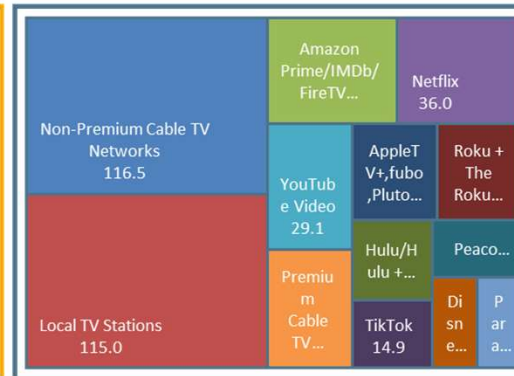 Non-Premium Cable TV
Networks
116.5
Local TV Stations
115.0
Amazon
Prime/IMDb/
FireTV...
Netflix
36.0
YouTub
e Video
29.1
Premiu
m
Cable
TV...
AppleT
V+,fubo
,Pluto...
Roku +
The
Roku...
Hulu/H
ulu +...
Peaco...
TikTok
14.9
Di
sn
e...
P
ar
a...